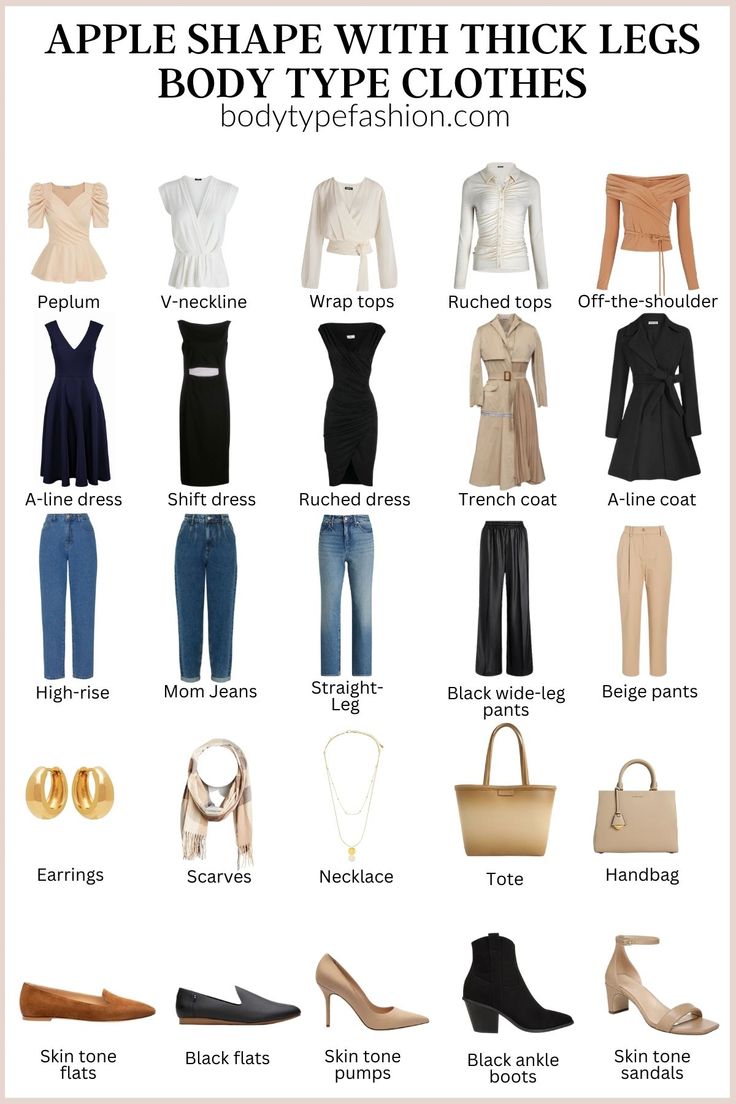 APPLE SHAPE WITH THICK LEGS
BODY TYPE CLOTHES
bodytypefashion.com
Peplum
V-neckline
Wrap tops
Ruched tops
Off-the-shoulder
A-line dress
Shift dress
Ruched dress
Trench coat
A-line coat
High-rise
Mom Jeans
Straight-
Leg
Black wide-leg
pants
Beige pants
Earrings
Scarves
Necklace
Tote
Handbag
Skin tone
flats
Black flats
Skin tone
pumps
Black ankle
boots
Skin tone
sandals